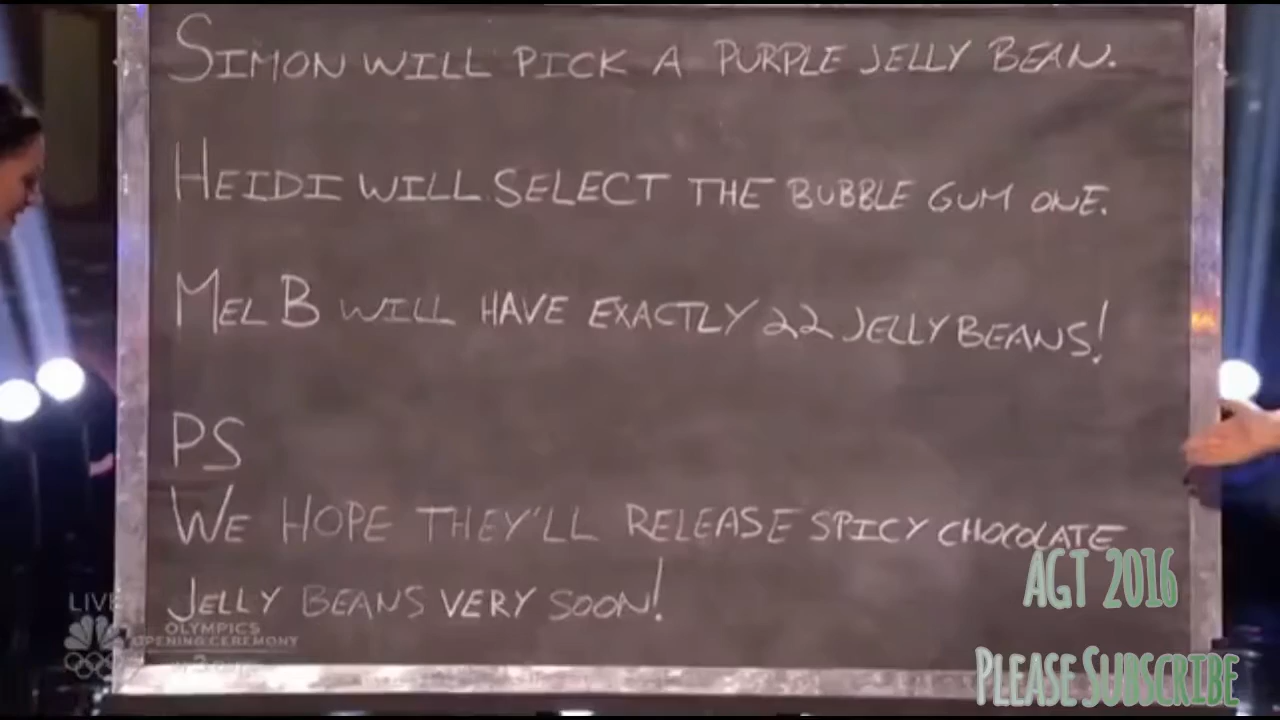 SIMON WILL PICK A PURPLE JELLY BEAN.
HEIDI WILL SELECT THE BUBBLE GUM ONE.
MEL B WILL HAVE EXACTLY 22 JELLY BEANS!
PS
WE HOPE THEY'LL RELEASE SPICY CHOCOLATE
JELLY BEANS VERY SOON!
LIVE
OLYMPICS
OPENING CEREMONY
AGT 2016
PLEASE SUBSCRIBE